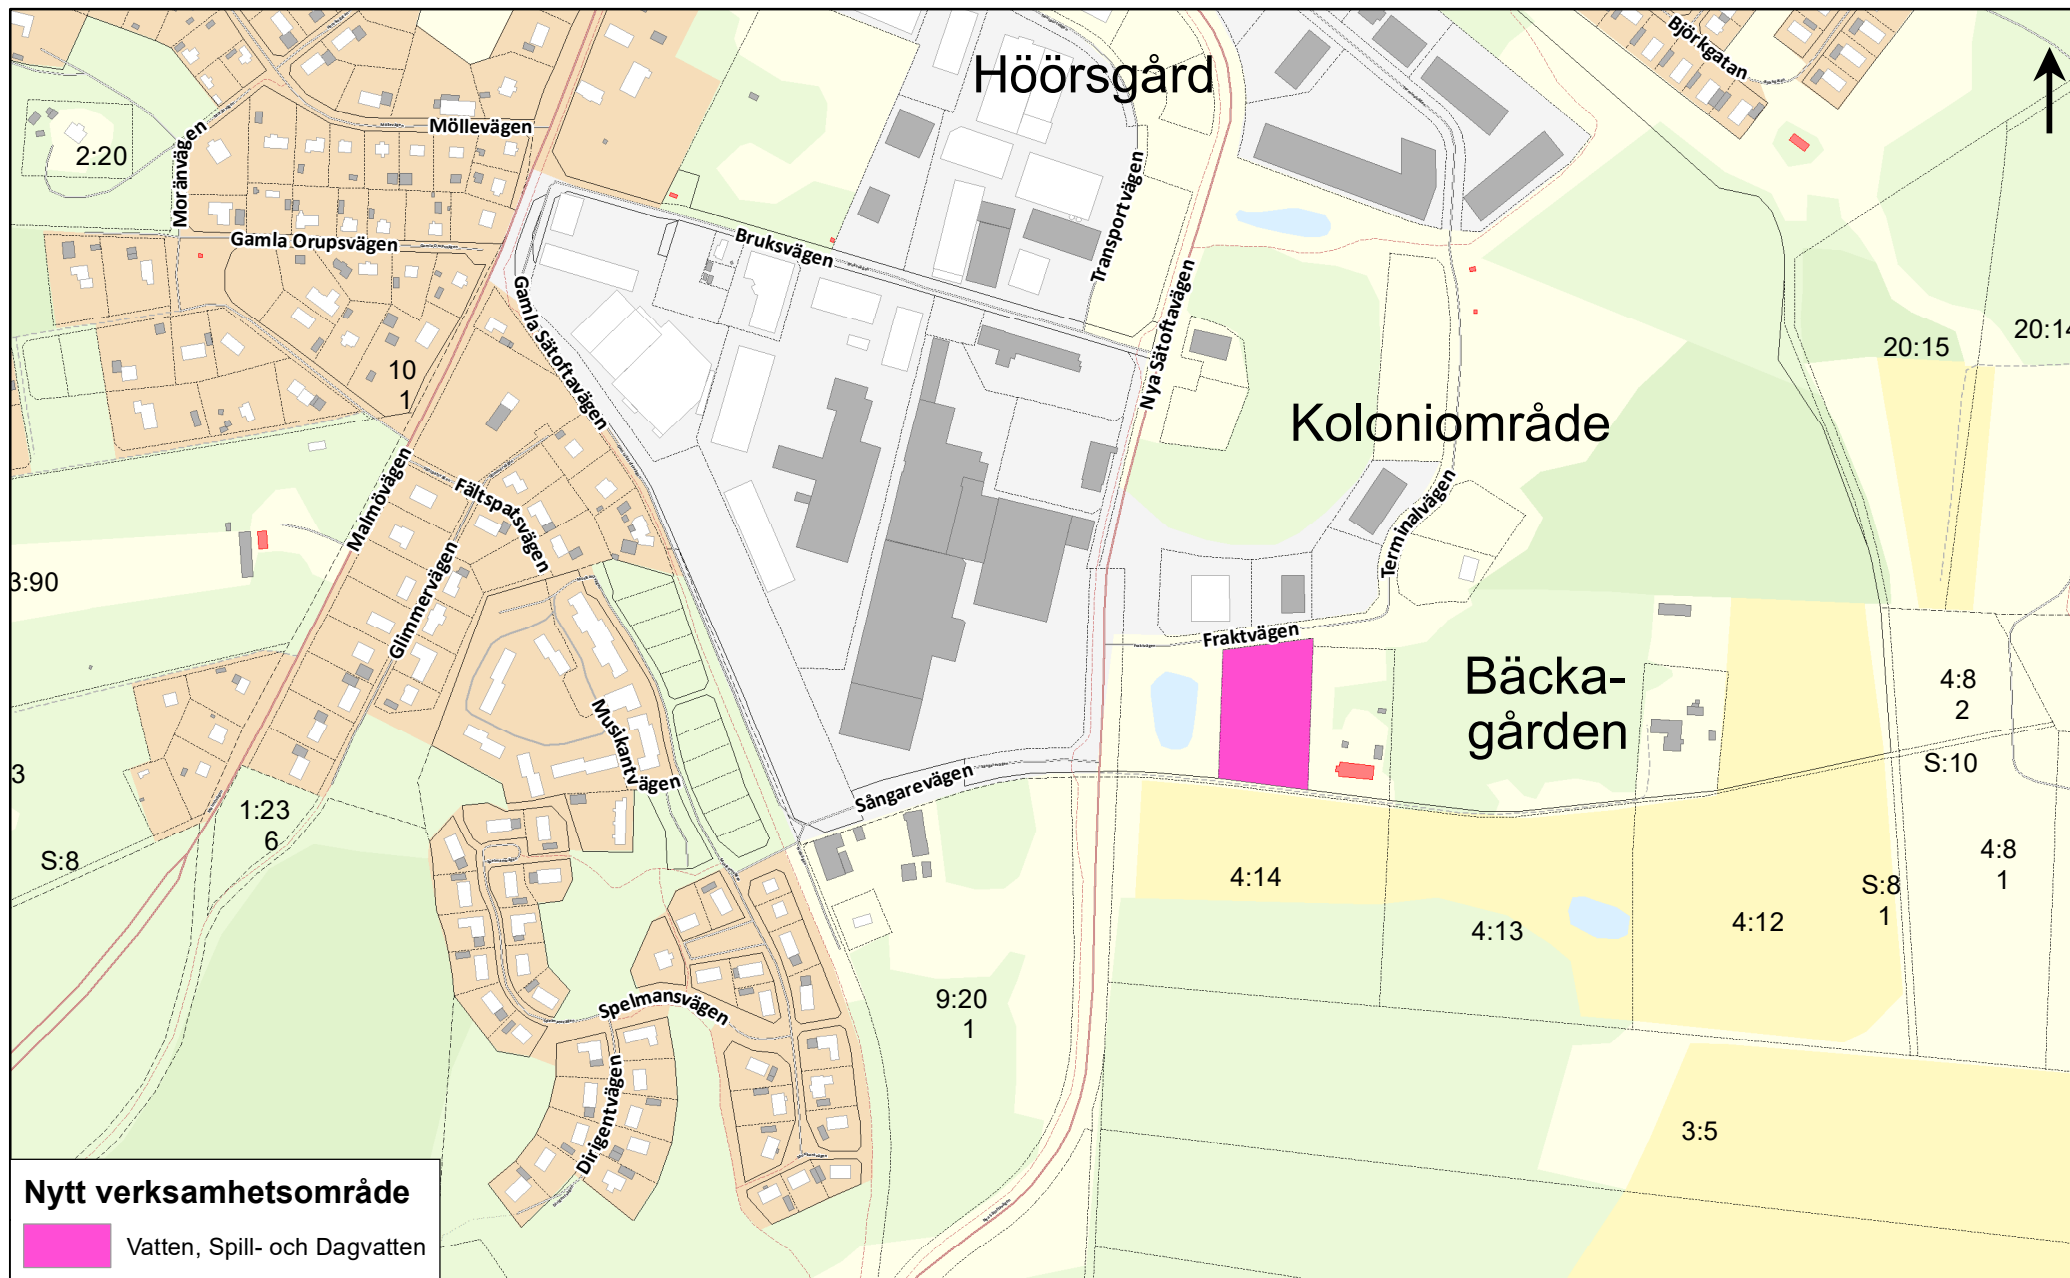 Höörsgård
Björkgatan
Möllevägen
Moränvägen
2:20
Gamla Orupsvägen
Bruksvägen
Transportvägen
Nya Sätoftavägen
Gamla Sätoftavägen
20:15
20:14
10
1
Koloniområde
Malmövägen
Fältspatsvägen
Glimmervägen
Terminalvägen
3:90
Fraktvägen
Bäcka-
gården
4:8
2
Musikantvägen
Sångarevägen
S:10
3
1:23
6
S:8
4:14
4:13
4:12
S:8
1
4:8
1
9:20
1
Spelmansvägen
Dirigentvägen
3:5
Nytt verksamhetsområde
Vatten, Spill- och Dagvatten